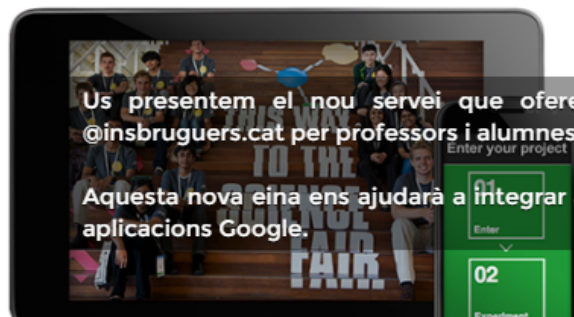 Us presentem el nou servei que
@insbruguers.cat per professors i alumnes
Aquesta nova eina ens ajudarà a integrar
aplicacions Google.
THIS WAY
TO THE
SCIENCE
FAIR
Enter your project
01
Enter
02
Experiment